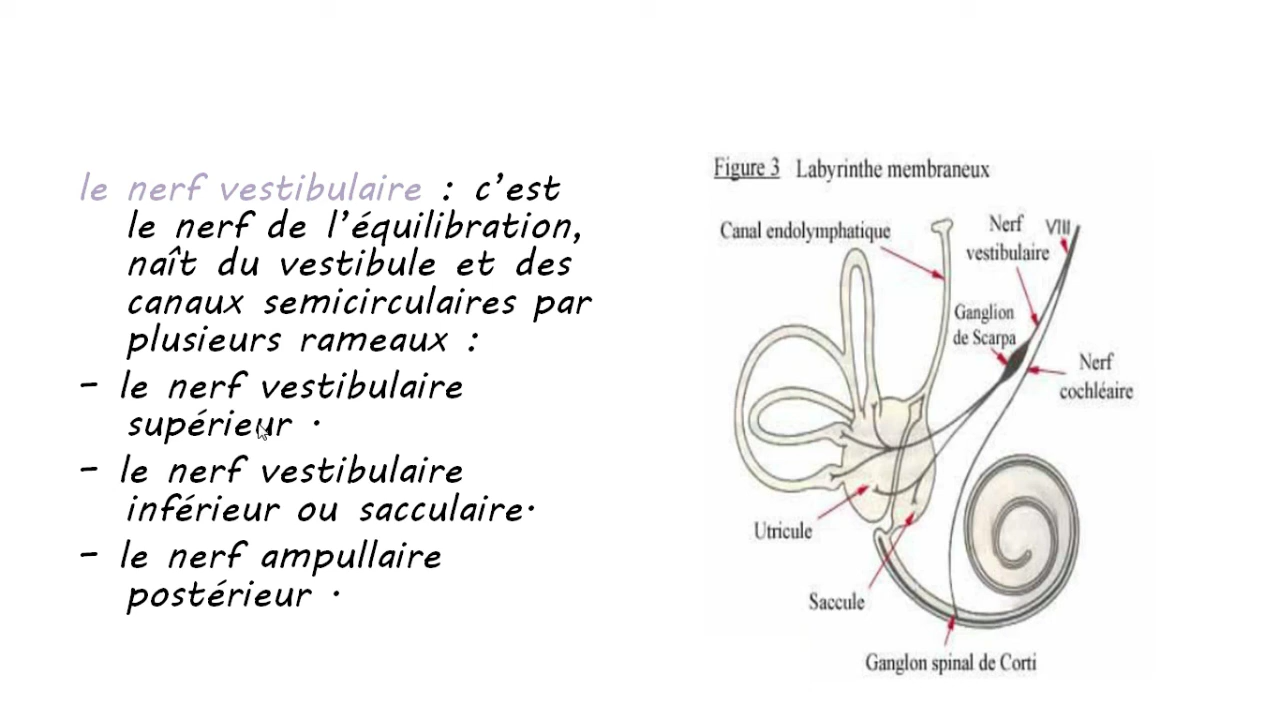 le nerf vestibulaire : c'est
le nerf de l'équilibration,
naît du vestibule et des
canaux semicirculaires par
plusieurs rameaux :
- le nerf vestibulaire
supérieur .
- le nerf vestibulaire
inférieur ou sacculaire.
- le nerf ampullaire
postérieur .
Figure 3 Labyrinthe membraneux
Canal endolymphatique
Nerf
vestibulaire
VIII
Ganglion
de Scarpa
Nerf
cochléaire
Utricule
Saccule
Ganglon spinal de Corti